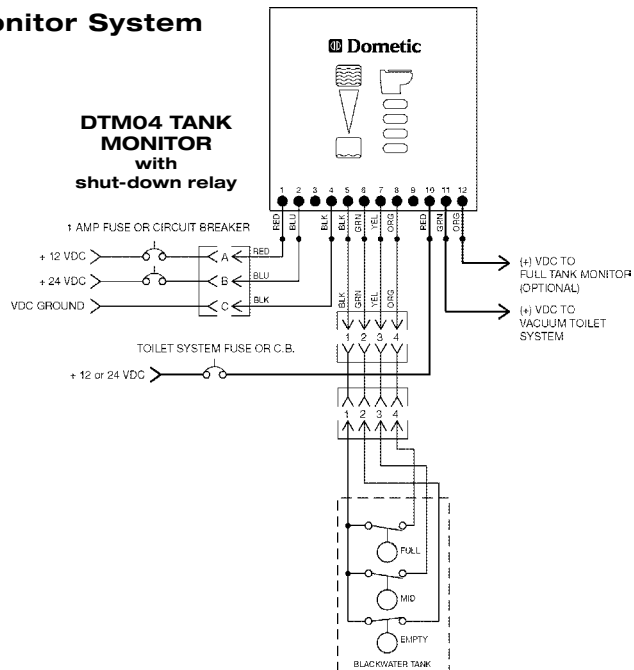 onitor System
Dometic
DTM04 TANK
MONITOR
with
shut-down relay
1 2 3 4 5 6 7 8 9 10 11 12
RED BLU BLK BLK GRN YEL ORG RED GRN ORG
1 AMP FUSE OR CIRCUIT BREAKER
+ 12 VDC A RED
+ 24 VDC B BLU
VDC GROUND C BLK
(+) VDC TO
FULL TANK MONITOR
(OPTIONAL)
(+) VDC TO
VACUUM TOILET
SYSTEM
BLK GRN YEL ORG
1 2 3 4
TOILET SYSTEM FUSE OR C.B.
+ 12 or 24 VDC
1 2 3 4
FULL
MID
EMPTY
BLACKWATER TANK